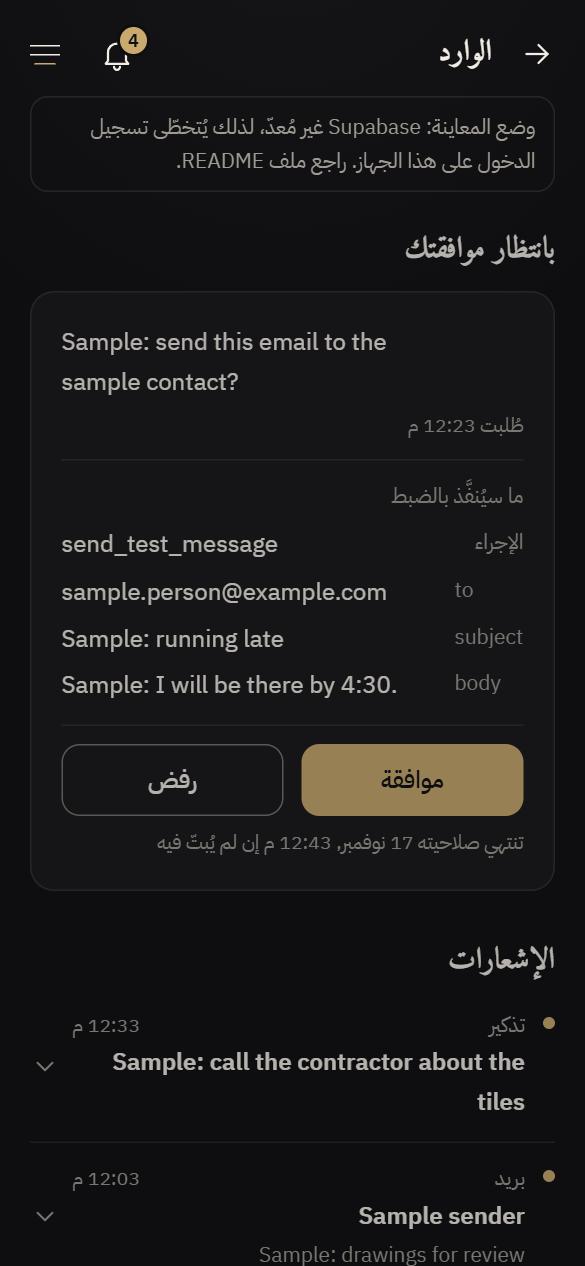 الوارد
4
وضع المعاينة: Supabase غير مُعدّ، لذلك يُتخطّى تسجيل
الدخول على هذا الجهاز. راجع ملف README.
بانتظار موافقتك
Sample: send this email to the
sample contact?
طُلبت 12:23 م
ما سيُنفَّذ بالضبط
الإجراء send_test_message
to sample.person@example.com
subject Sample: running late
body Sample: I will be there by 4:30.
موافقة رفض
تنتهي صلاحيته 17 نوفمبر, 12:43 م إن لم يُبتّ فيه
الإشعارات
تذكير 12:33 م
Sample: call the contractor about the
tiles
بريد 12:03 م
Sample sender
Sample: drawings for review